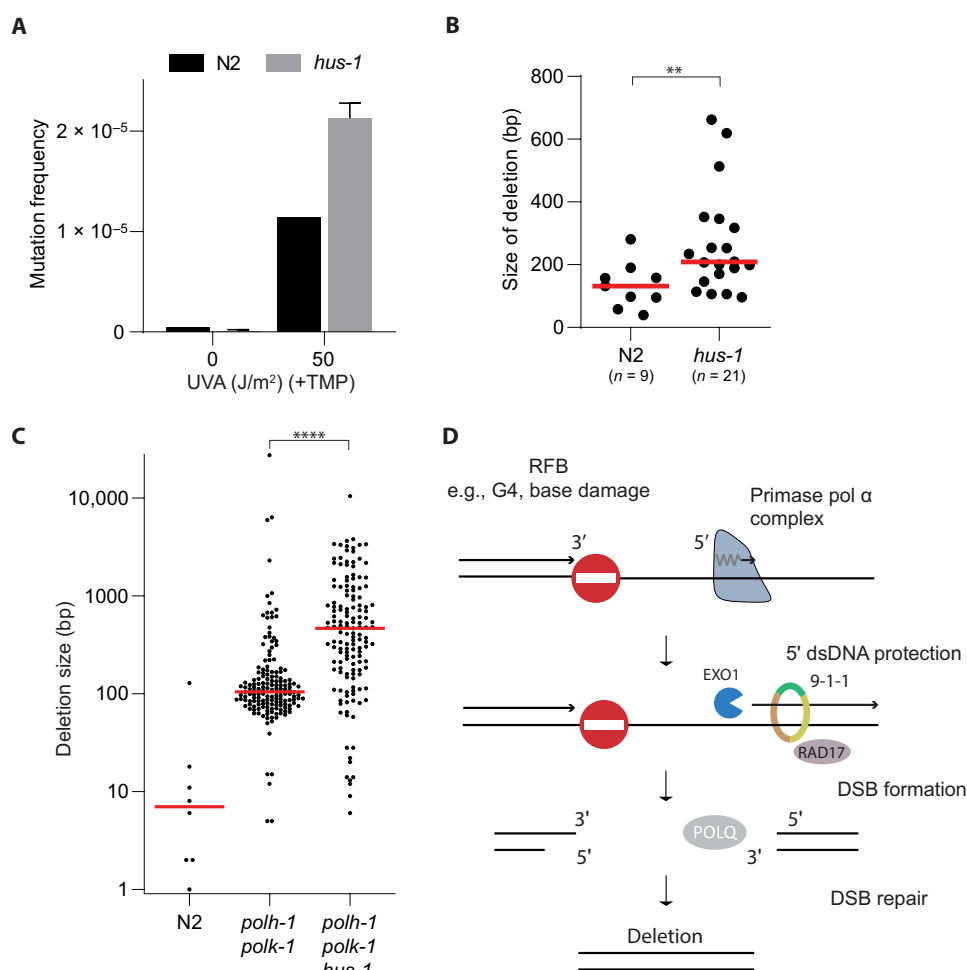 A
N2 hus-1
Mutation frequency
2 × 10⁻⁵
1 × 10⁻⁵
0
0 50
UVA (J/m²) (+TMP)
B
**
Size of deletion (bp)
800
600
400
200
0
N2 hus-1
(n = 9) (n = 21)
C
****
Deletion size (bp)
10,000
1000
100
10
1
N2 polh-1 polh-1
polk-1 polk-1
hus-1
D
RFB
e.g., G4, base damage
Primase pol α
complex
3′ 5′
5′ dsDNA protection
EXO1 9-1-1
RAD17
DSB formation
3′ 5′
POLQ
5′ 3′
DSB repair
Deletion